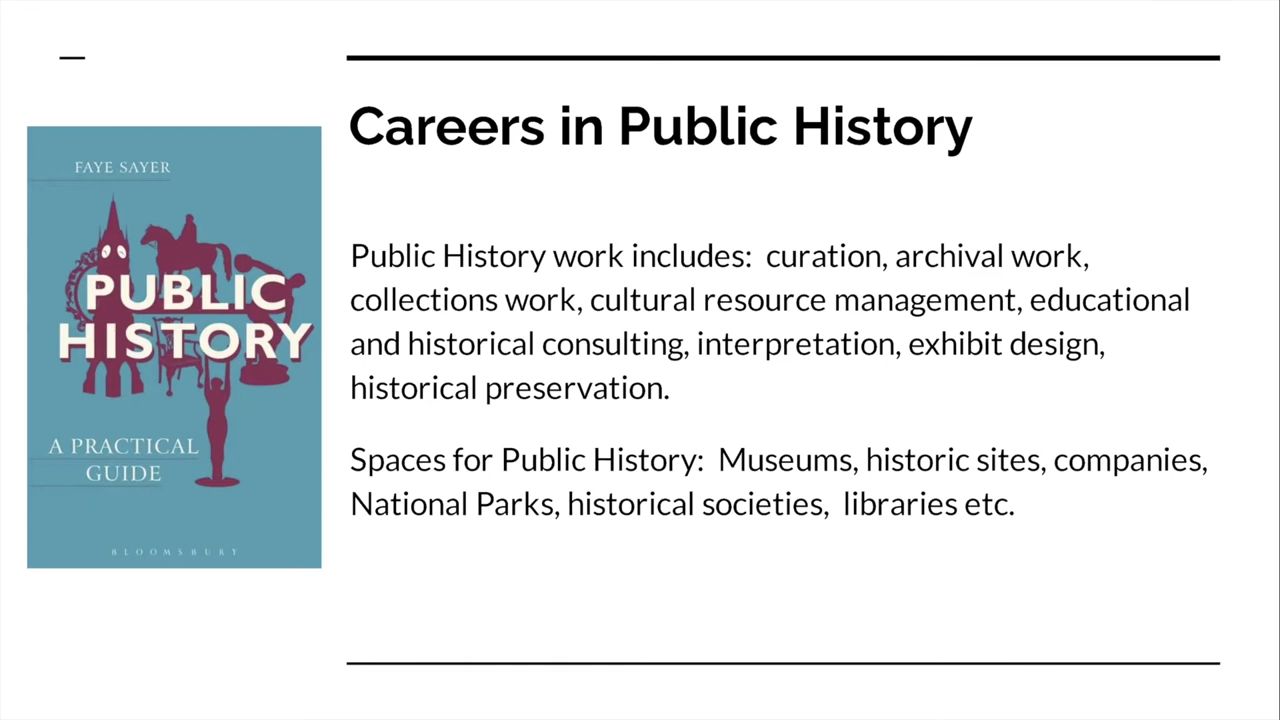 Careers in Public History
FAYE SAYER
PUBLIC
HISTORY
A PRACTICAL
GUIDE
BLOOMSBURY
Public History work includes:  curation, archival work,
collections work, cultural resource management, educational
and historical consulting, interpretation, exhibit design,
historical preservation.
Spaces for Public History:  Museums, historic sites, companies,
National Parks, historical societies,  libraries etc.